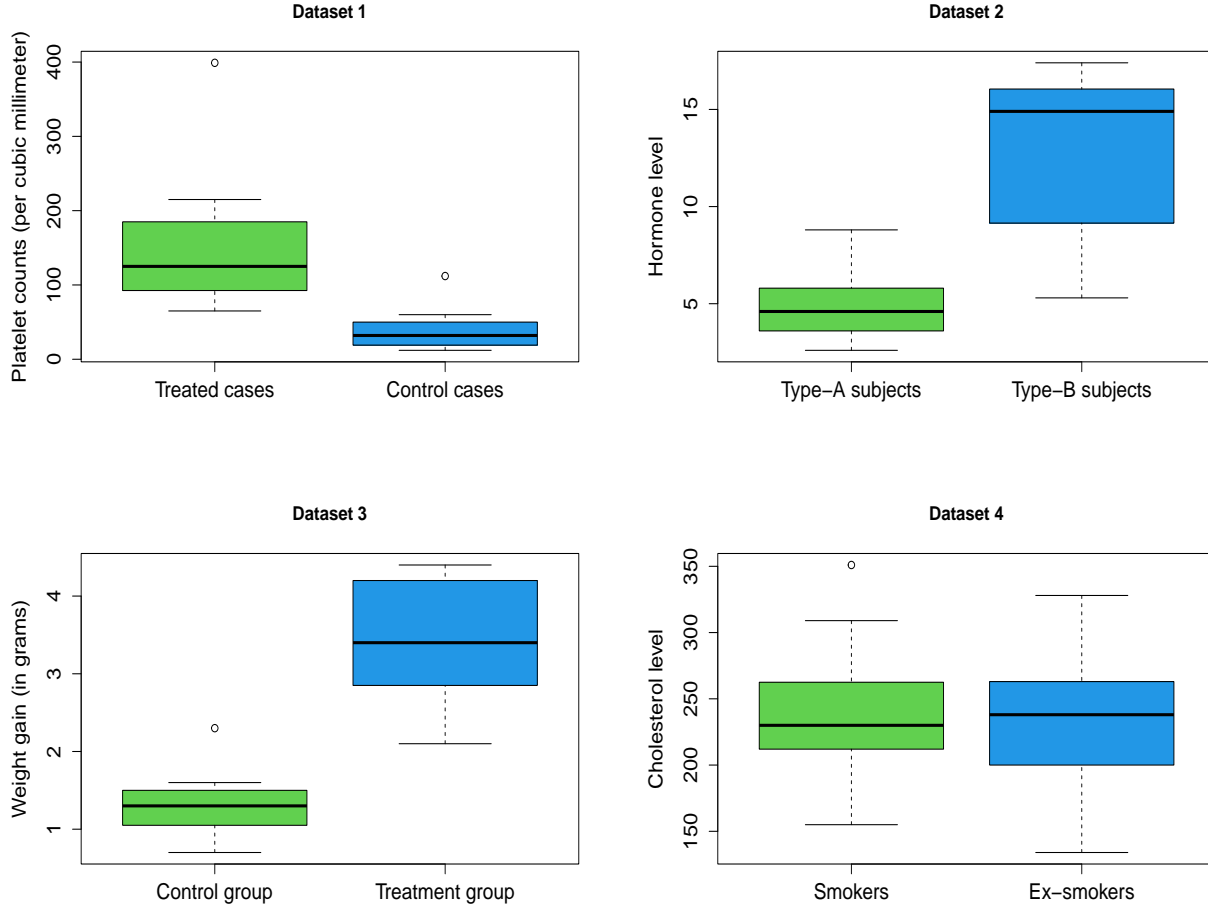 Dataset 1
Platelet counts (per cubic millimeter)
400
300
200
100
0
Treated cases
Control cases
Dataset 2
Hormone level
15
10
5
Type−A subjects
Type−B subjects
Dataset 3
Weight gain (in grams)
4
3
2
1
Control group
Treatment group
Dataset 4
Cholesterol level
350
300
250
200
150
Smokers
Ex−smokers